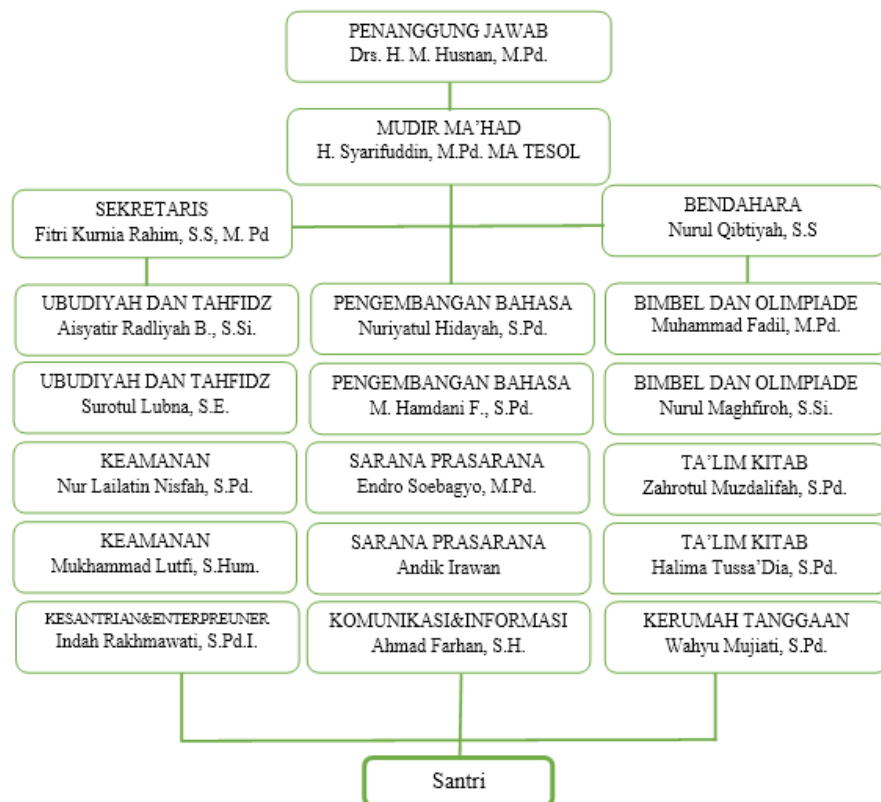 PENANGGUNG JAWAB
Drs. H. M. Husnan, M.Pd.
MUDIR MA'HAD
H. Syarifuddin, M.Pd. MA TESOL
SEKRETARIS
Fitri Kurnia Rahim, S.S, M. Pd
BENDAHARA
Nurul Qibtiyah, S.S
UBUDIYAH DAN TAHFIDZ
Aisyatir Radliyah B., S.Si.
PENGEMBANGAN BAHASA
Nuriyatul Hidayah, S.Pd.
BIMBEL DAN OLIMPIADE
Muhammad Fadil, M.Pd.
UBUDIYAH DAN TAHFIDZ
Surotul Lubna, S.E.
PENGEMBANGAN BAHASA
M. Hamdani F., S.Pd.
BIMBEL DAN OLIMPIADE
Nurul Maghfiroh, S.Si.
KEAMANAN
Nur Lailatin Nisfah, S.Pd.
SARANA PRASARANA
Endro Soebagyo, M.Pd.
TA'LIM KITAB
Zahrotul Muzdalifah, S.Pd.
KEAMANAN
Mukhammad Lutfi, S.Hum.
SARANA PRASARANA
Andik Irawan
TA'LIM KITAB
Halima Tussa'Dia, S.Pd.
KESANTRIAN&ENTERPREUNER
Indah Rakhmawati, S.Pd.I.
KOMUNIKASI&INFORMASI
Ahmad Farhan, S.H.
KERUMAH TANGGAAN
Wahyu Mujiati, S.Pd.
Santri